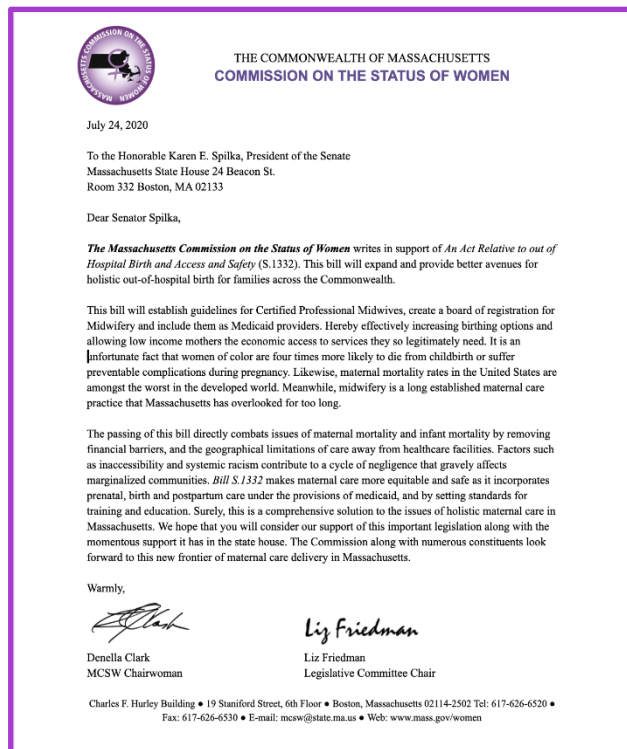 MASSACHUSETTS COMMISSION ON THE STATUS OF WOMEN
THE COMMONWEALTH OF MASSACHUSETTS
COMMISSION ON THE STATUS OF WOMEN
July 24, 2020
To the Honorable Karen E. Spilka, President of the Senate
Massachusetts State House 24 Beacon St.
Room 332 Boston, MA 02133
Dear Senator Spilka,
The Massachusetts Commission on the Status of Women writes in support of An Act Relative to out of
Hospital Birth and Access and Safety (S.1332). This bill will expand and provide better avenues for
holistic out-of-hospital birth for families across the Commonwealth.
This bill will establish guidelines for Certified Professional Midwives, create a board of registration for
Midwifery and include them as Medicaid providers. Hereby effectively increasing birthing options and
allowing low income mothers the economic access to services they so legitimately need. It is an
unfortunate fact that women of color are four times more likely to die from childbirth or suffer
preventable complications during pregnancy. Likewise, maternal mortality rates in the United States are
amongst the worst in the developed world. Meanwhile, midwifery is a long established maternal care
practice that Massachusetts has overlooked for too long.
The passing of this bill directly combats issues of maternal mortality and infant mortality by removing
financial barriers, and the geographical limitations of care away from healthcare facilities. Factors such
as inaccessibility and systemic racism contribute to a cycle of negligence that gravely affects
marginalized communities. Bill S.1332 makes maternal care more equitable and safe as it incorporates
prenatal, birth and postpartum care under the provisions of medicaid, and by setting standards for
training and education. Surely, this is a comprehensive solution to the issues of holistic maternal care in
Massachusetts. We hope that you will consider our support of this important legislation along with the
momentous support it has in the state house. The Commission along with numerous constituents look
forward to this new frontier of maternal care delivery in Massachusetts.
Warmly,
Liz Friedman
Denella Clark
Liz Friedman
MCSW Chairwoman
Legislative Committee Chair
Charles F. Hurley Building ● 19 Staniford Street, 6th Floor ● Boston, Massachusetts 02114-2502 Tel: 617-626-6520 ●
Fax: 617-626-6530 ● E-mail: mcsw@state.ma.us ● Web: www.mass.gov/women